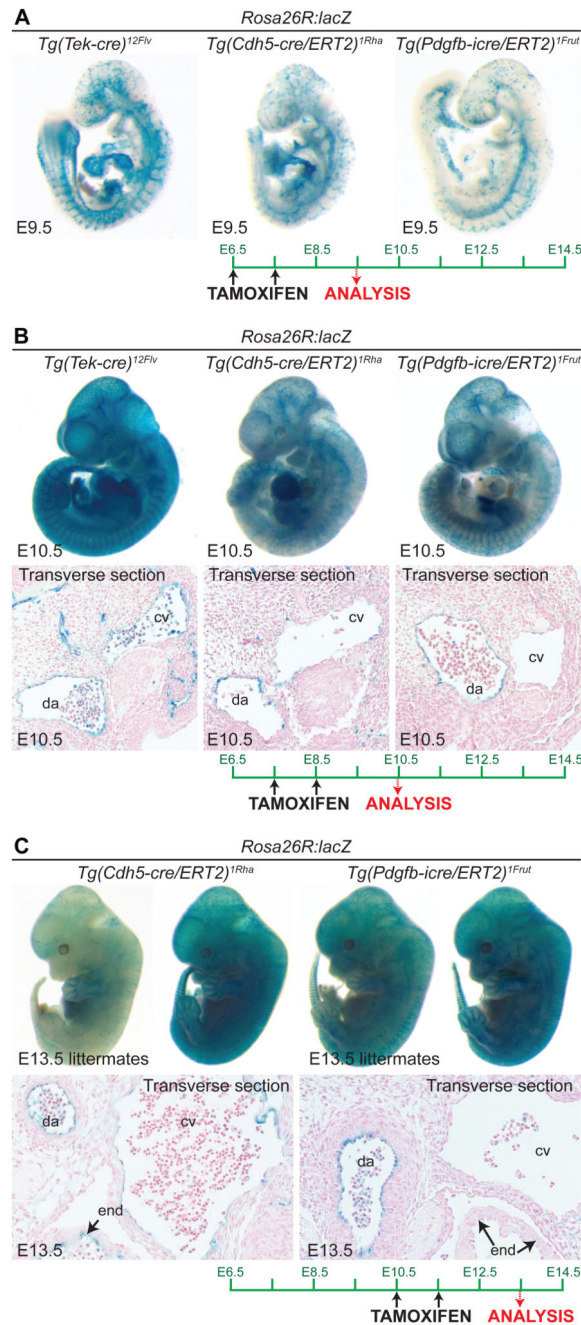 A
Rosa26R:lacZ
Tg(Tek-cre)12Flv Tg(Cdh5-cre/ERT2)1Rha Tg(Pdgfb-icre/ERT2)1Frut
E9.5 E9.5 E9.5
E6.5 E8.5 E10.5 E12.5 E14.5
TAMOXIFEN ANALYSIS
B
Rosa26R:lacZ
Tg(Tek-cre)12Flv Tg(Cdh5-cre/ERT2)1Rha Tg(Pdgfb-icre/ERT2)1Frut
E10.5 E10.5 E10.5
Transverse section Transverse section Transverse section
cv cv cv
da da da
E10.5 E10.5 E10.5
E6.5 E8.5 E10.5 E12.5 E14.5
TAMOXIFEN ANALYSIS
C
Rosa26R:lacZ
Tg(Cdh5-cre/ERT2)1Rha Tg(Pdgfb-icre/ERT2)1Frut
E13.5 littermates E13.5 littermates
Transverse section Transverse section
da cv da cv
end end
E13.5 E13.5
E6.5 E8.5 E10.5 E12.5 E14.5
TAMOXIFEN ANALYSIS